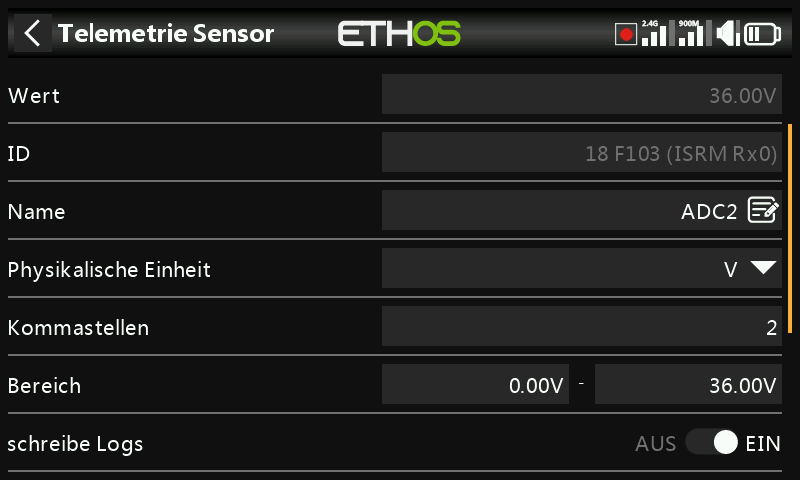 Telemetrie Sensor ETHOS 2.4G 900M
Wert 36.00V
ID 18 F103 (ISRM Rx0)
Name ADC2
Physikalische Einheit V
Kommastellen 2
Bereich 0.00V - 36.00V
schreibe Logs AUS EIN